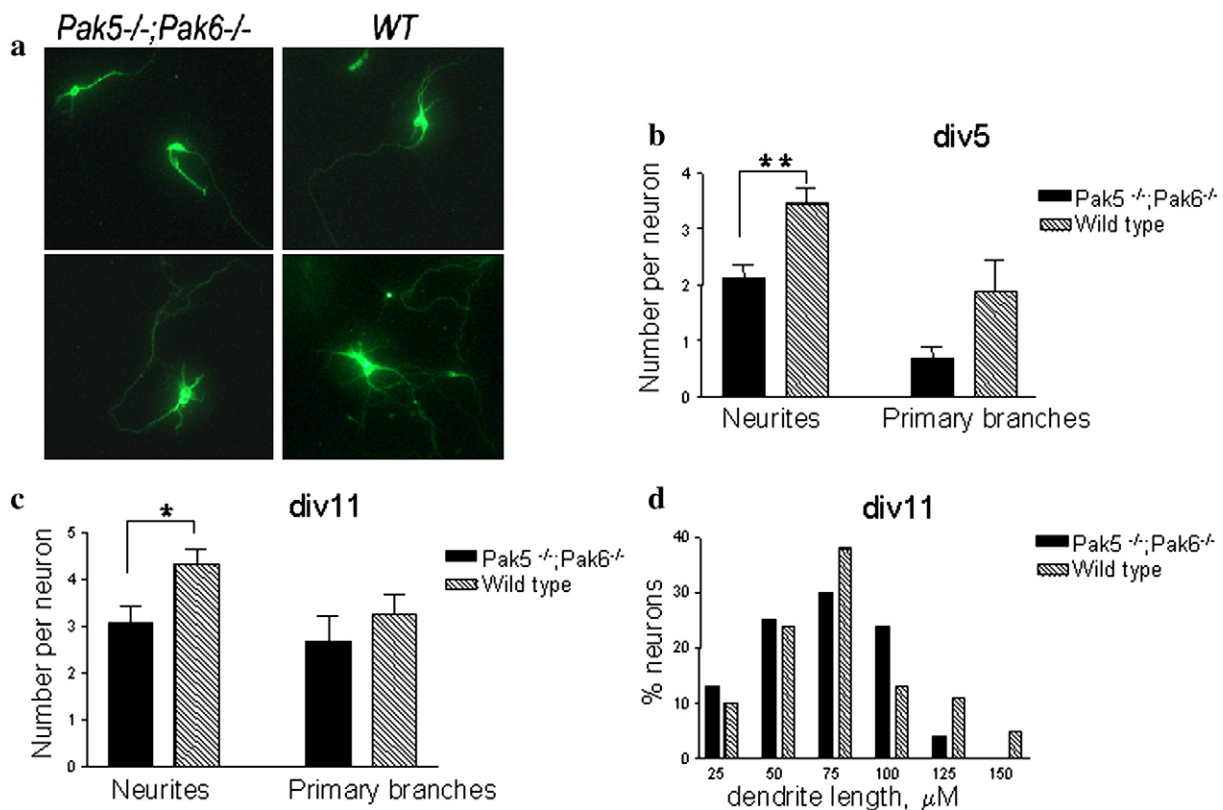 a
Pak5-/-;Pak6-/-
WT
b
div5
Number per neuron
4
3
2
1
0
**
Neurites
Primary branches
Pak5 -/-;Pak6-/-
Wild type
c
div11
Number per neuron
5
4
3
2
1
0
*
Neurites
Primary branches
Pak5 -/-;Pak6-/-
Wild type
d
div11
% neurons
40
30
20
10
0
25 50 75 100 125 150
dendrite length, μM
Pak5 -/-;Pak6-/-
Wild type